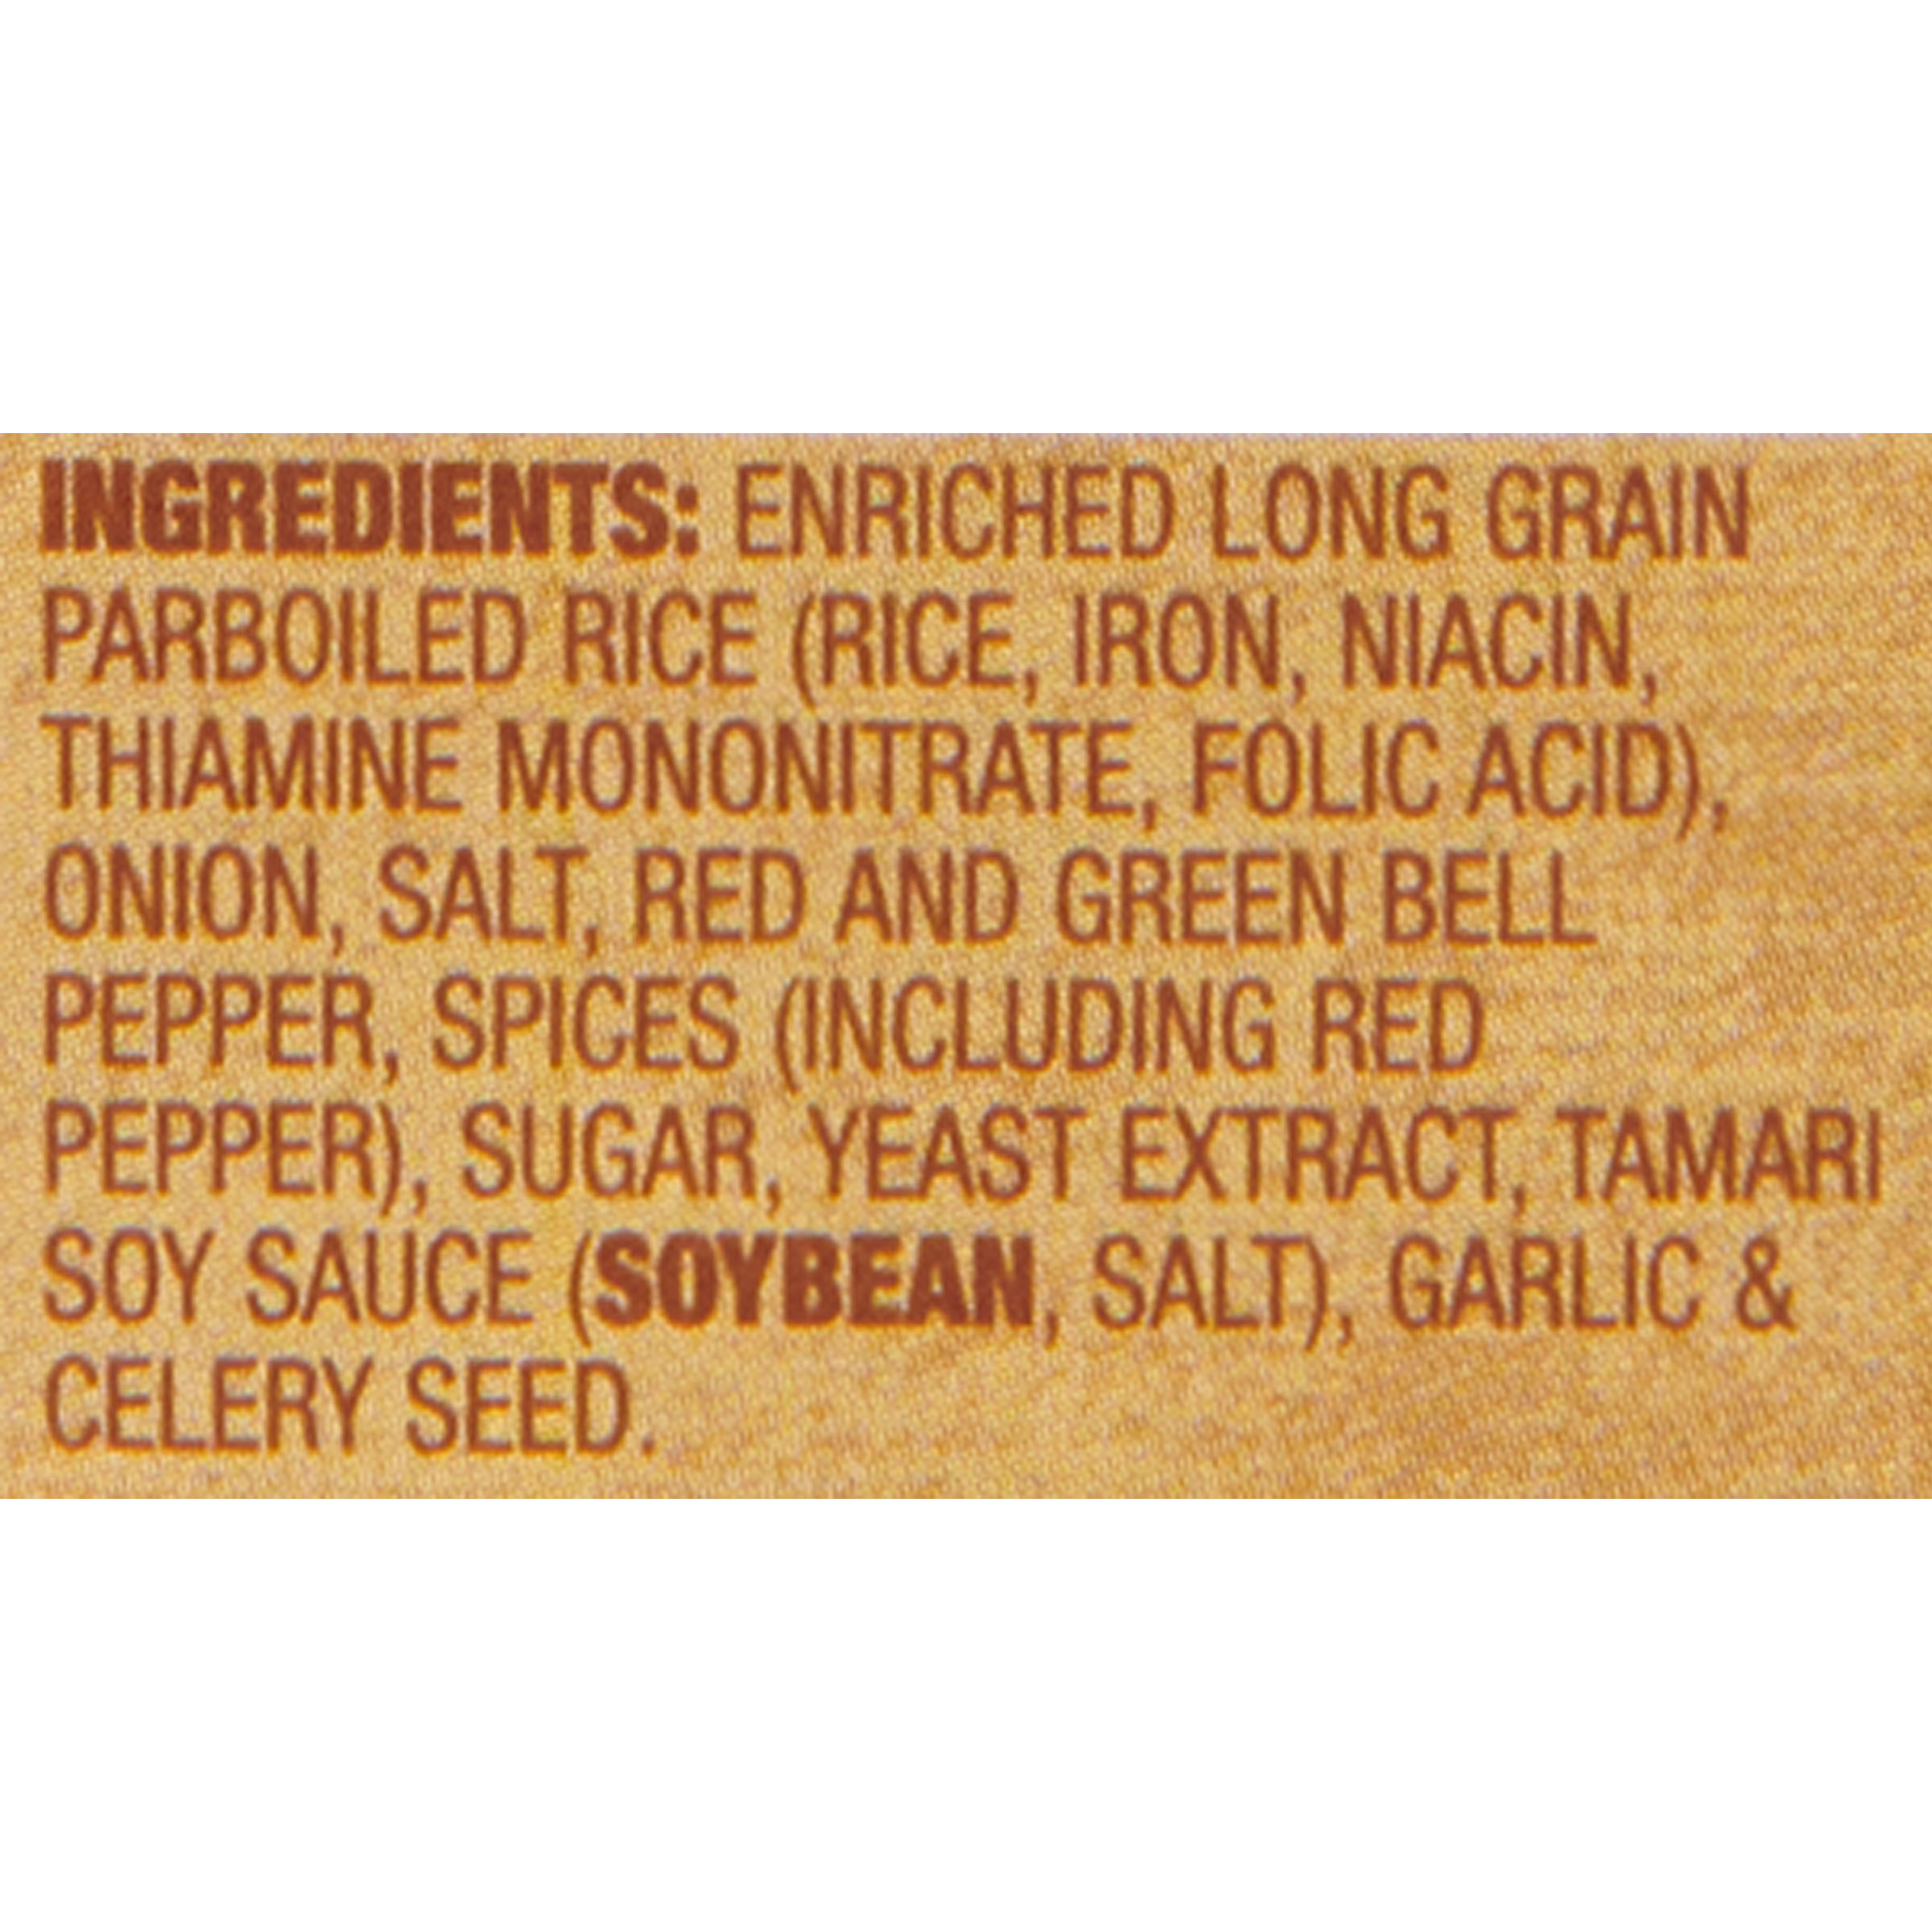 INGREDIENTS: ENRICHED LONG GRAIN
PARBOILED RICE (RICE, IRON, NIACIN,
THIAMINE MONONITRATE, FOLIC ACID),
ONION, SALT, RED AND GREEN BELL
PEPPER, SPICES (INCLUDING RED
PEPPER), SUGAR, YEAST EXTRACT, TAMARI
SOY SAUCE (SOYBEAN, SALT), GARLIC &
CELERY SEED.